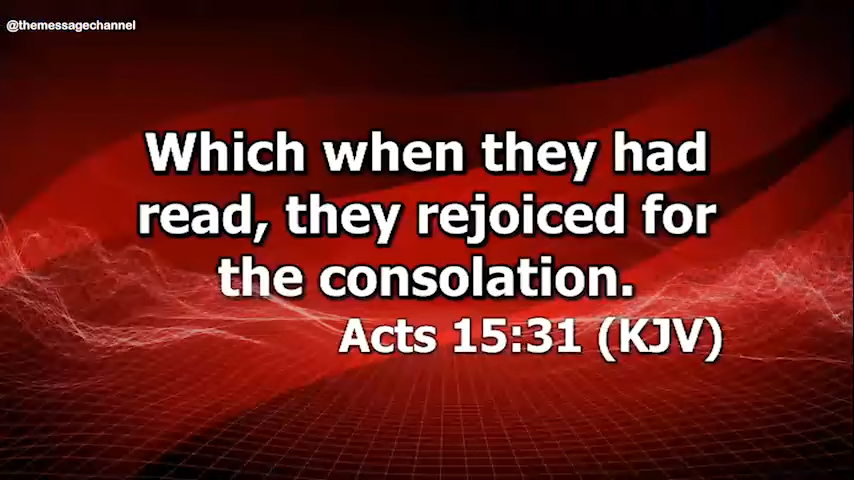 @themessagechannel
Which when they had
read, they rejoiced for
the consolation.
Acts 15:31 (KJV)